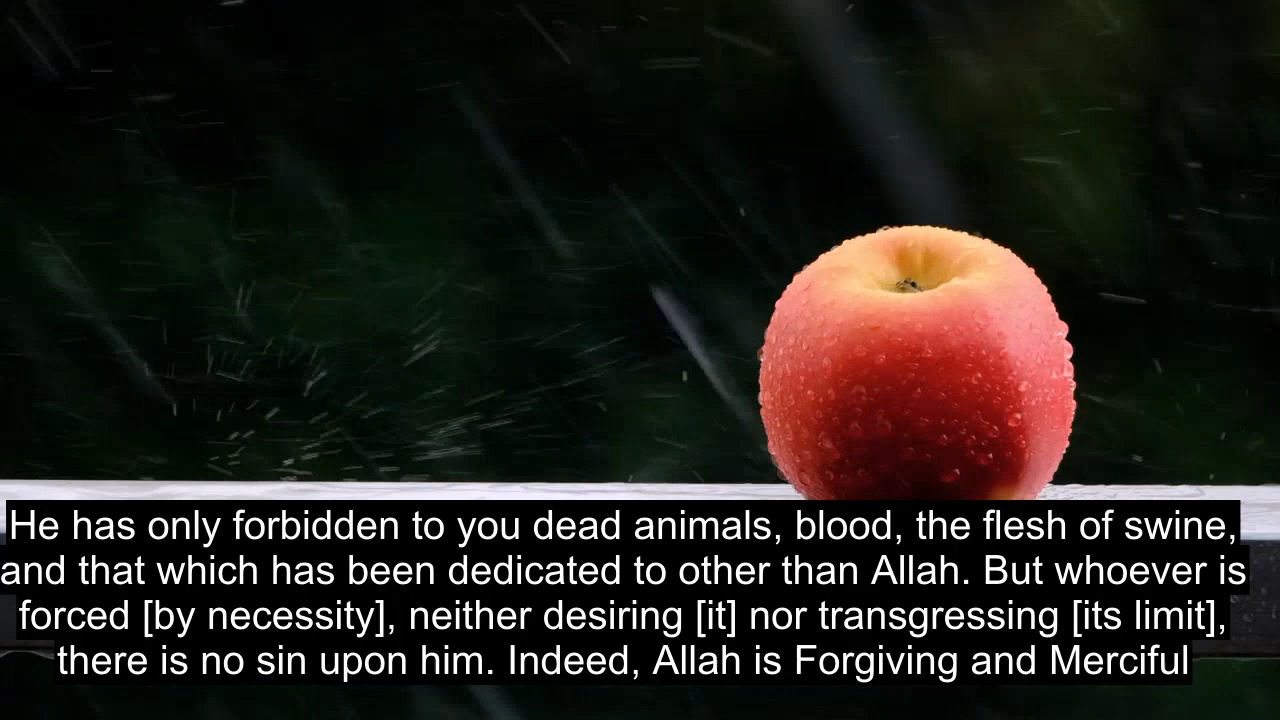 He has only forbidden to you dead animals, blood, the flesh of swine,
and that which has been dedicated to other than Allah. But whoever is
forced [by necessity], neither desiring [it] nor transgressing [its limit],
there is no sin upon him. Indeed, Allah is Forgiving and Merciful